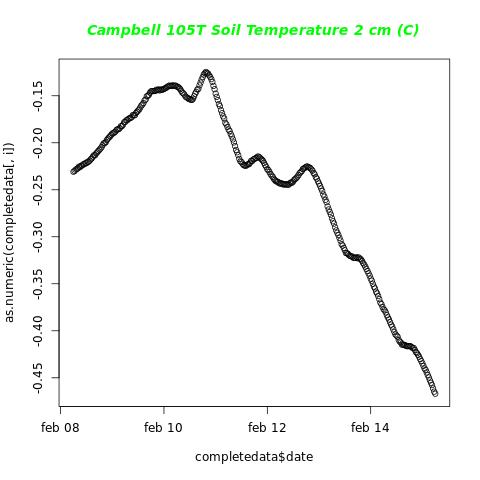 Campbell 105T Soil Temperature 2 cm (C)
as.numeric(completedata[, i])
-0.15
-0.20
-0.25
-0.30
-0.35
-0.40
-0.45
feb 08 feb 10 feb 12 feb 14
completedata$date